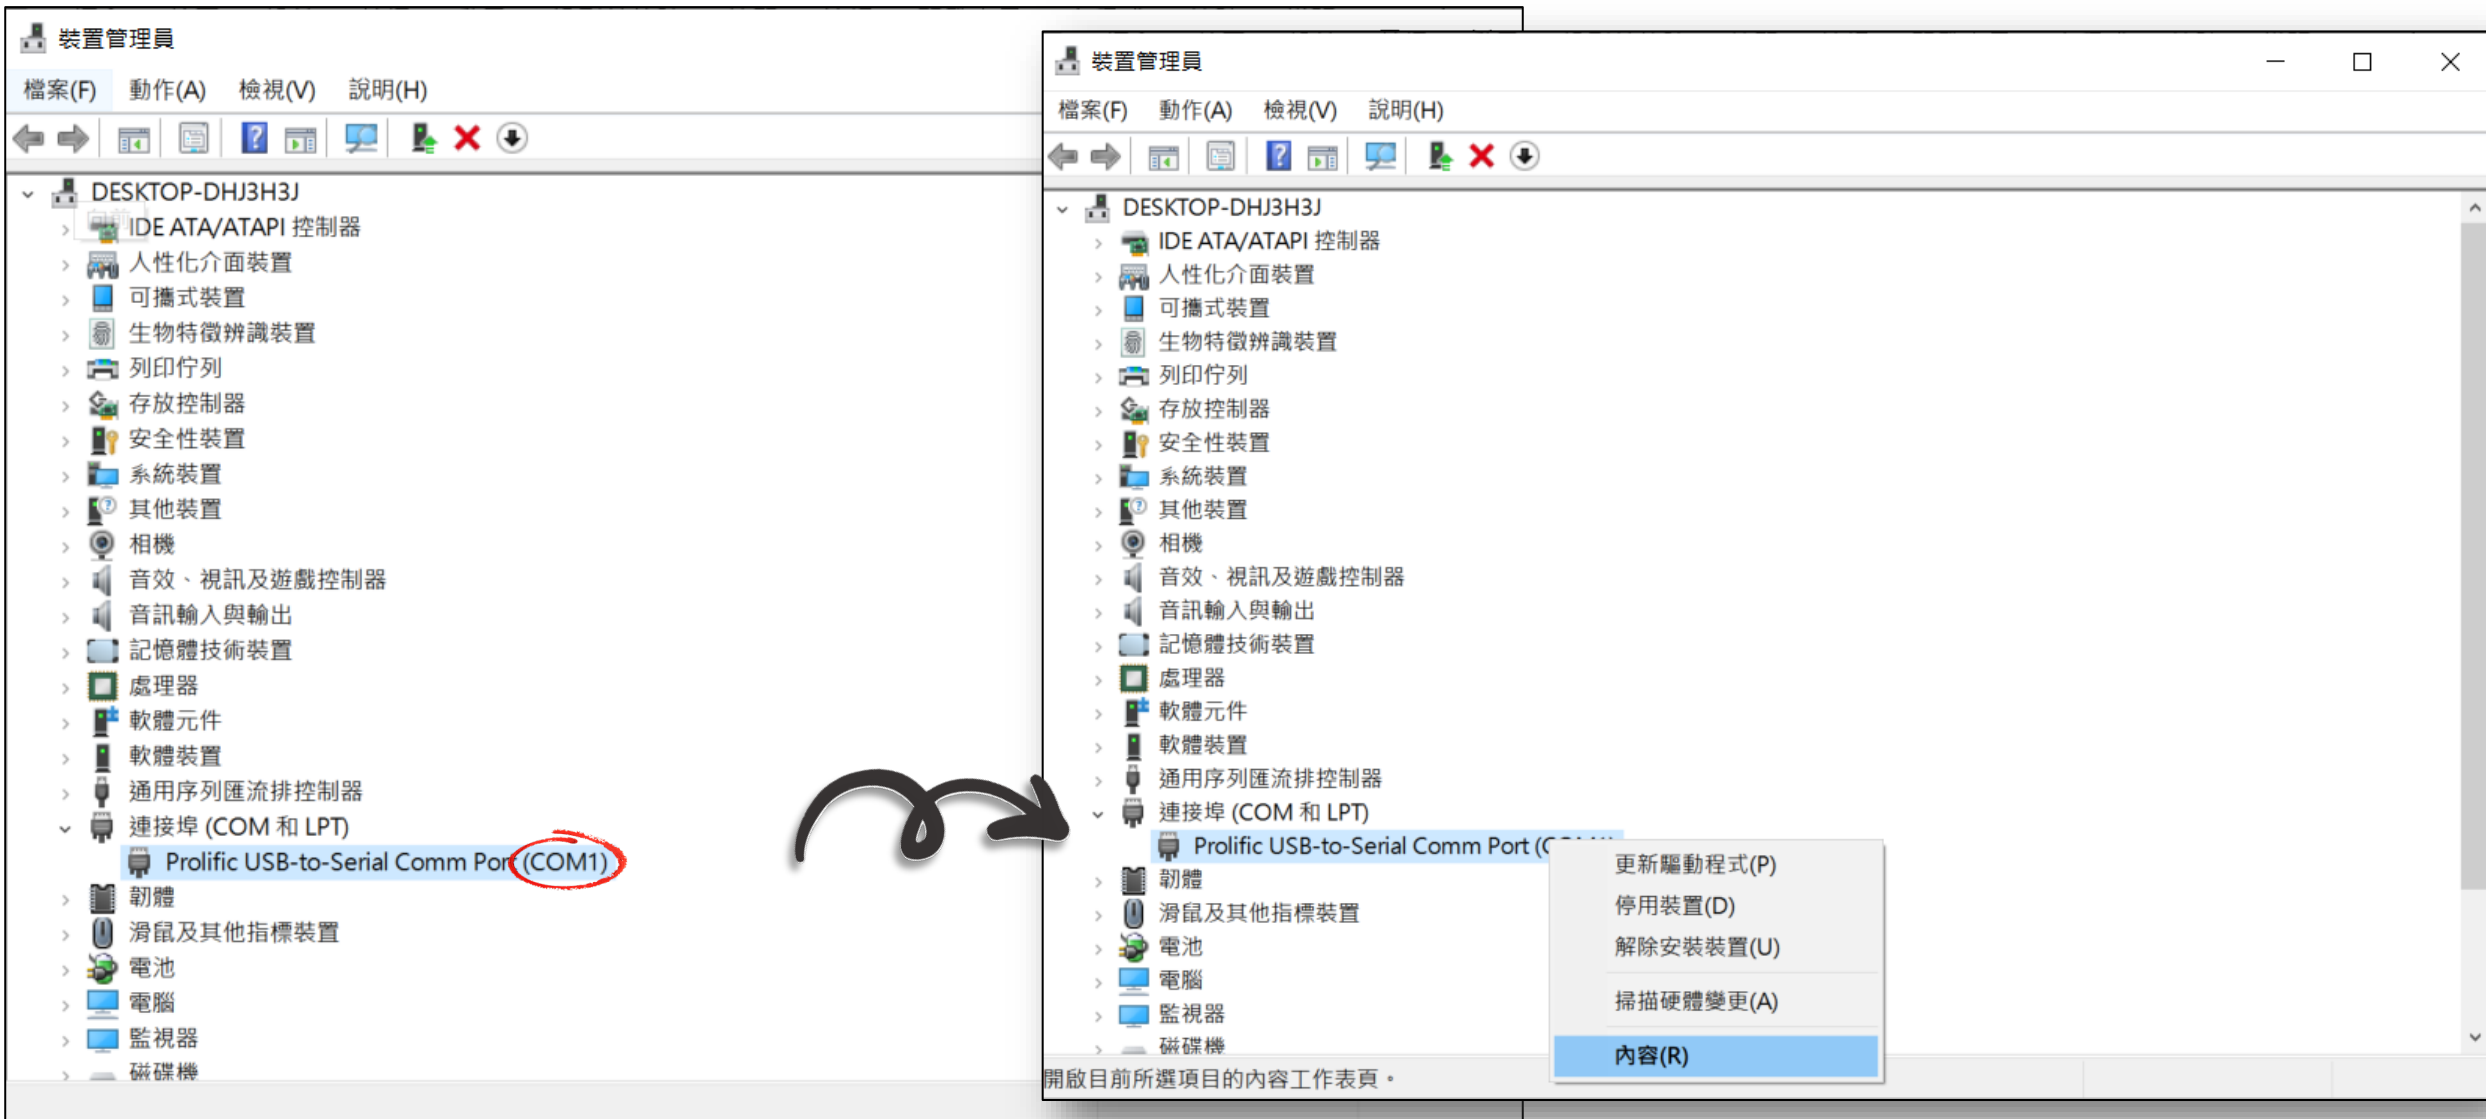 裝置管理員
檔案(F) 動作(A) 檢視(V) 說明(H)
DESKTOP-DHJ3H3J
IDE ATA/ATAPI 控制器
人性化介面裝置
可攜式裝置
生物特徵辨識裝置
列印佇列
存放控制器
安全性裝置
系統裝置
其他裝置
相機
音效、視訊及遊戲控制器
音訊輸入與輸出
記憶體技術裝置
處理器
軟體元件
軟體裝置
通用序列匯流排控制器
連接埠 (COM 和 LPT)
Prolific USB-to-Serial Comm Port (COM1)
韌體
滑鼠及其他指標裝置
電池
電腦
監視器
磁碟機
裝置管理員
檔案(F) 動作(A) 檢視(V) 說明(H)
DESKTOP-DHJ3H3J
IDE ATA/ATAPI 控制器
人性化介面裝置
可攜式裝置
生物特徵辨識裝置
列印佇列
存放控制器
安全性裝置
系統裝置
其他裝置
相機
音效、視訊及遊戲控制器
音訊輸入與輸出
記憶體技術裝置
處理器
軟體元件
軟體裝置
通用序列匯流排控制器
連接埠 (COM 和 LPT)
Prolific USB-to-Serial Comm Port
韌體
滑鼠及其他指標裝置
電池
電腦
監視器
磁碟機
更新驅動程式(P)
停用裝置(D)
解除安裝裝置(U)
掃描硬體變更(A)
內容(R)
開啟目前所選項目的內容工作表頁。